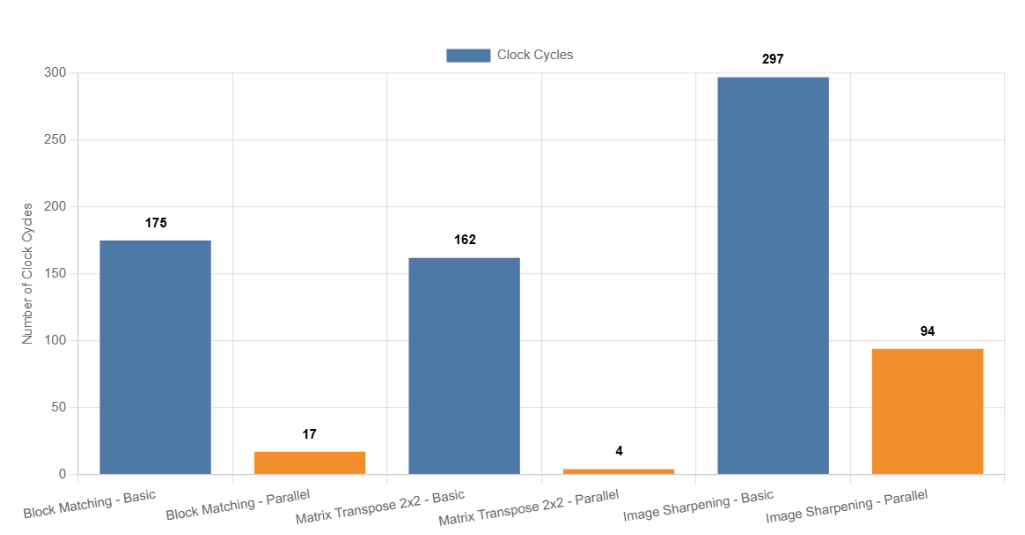 Clock Cycles
Number of Clock Cycles
300
250
200
150
100
50
0
175
17
162
4
297
94
Block Matching - Basic
Block Matching - Parallel
Matrix Transpose 2x2 - Basic
Matrix Transpose 2x2 - Parallel
Image Sharpening - Basic
Image Sharpening - Parallel